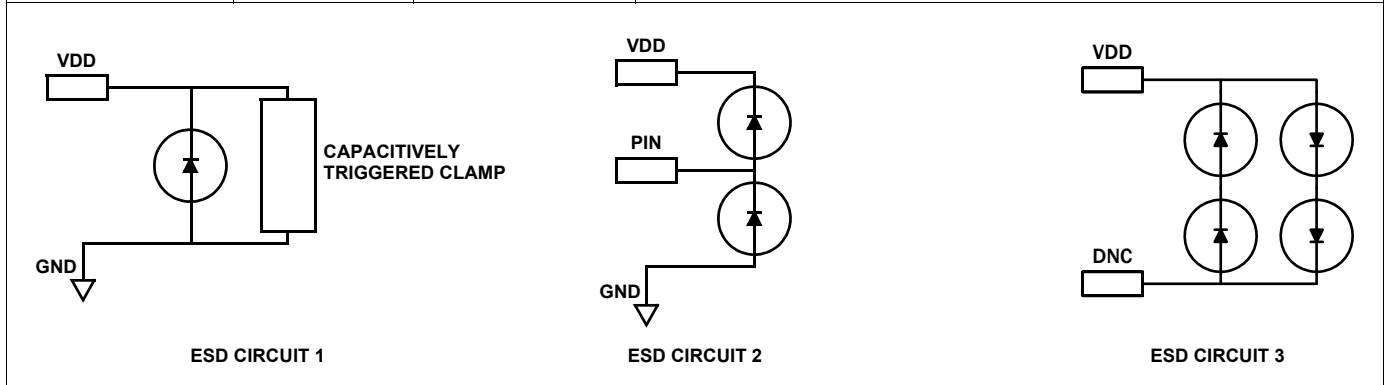 VDD
CAPACITIVELY
TRIGGERED CLAMP
GND
ESD CIRCUIT 1
VDD
PIN
GND
ESD CIRCUIT 2
VDD
DNC
ESD CIRCUIT 3